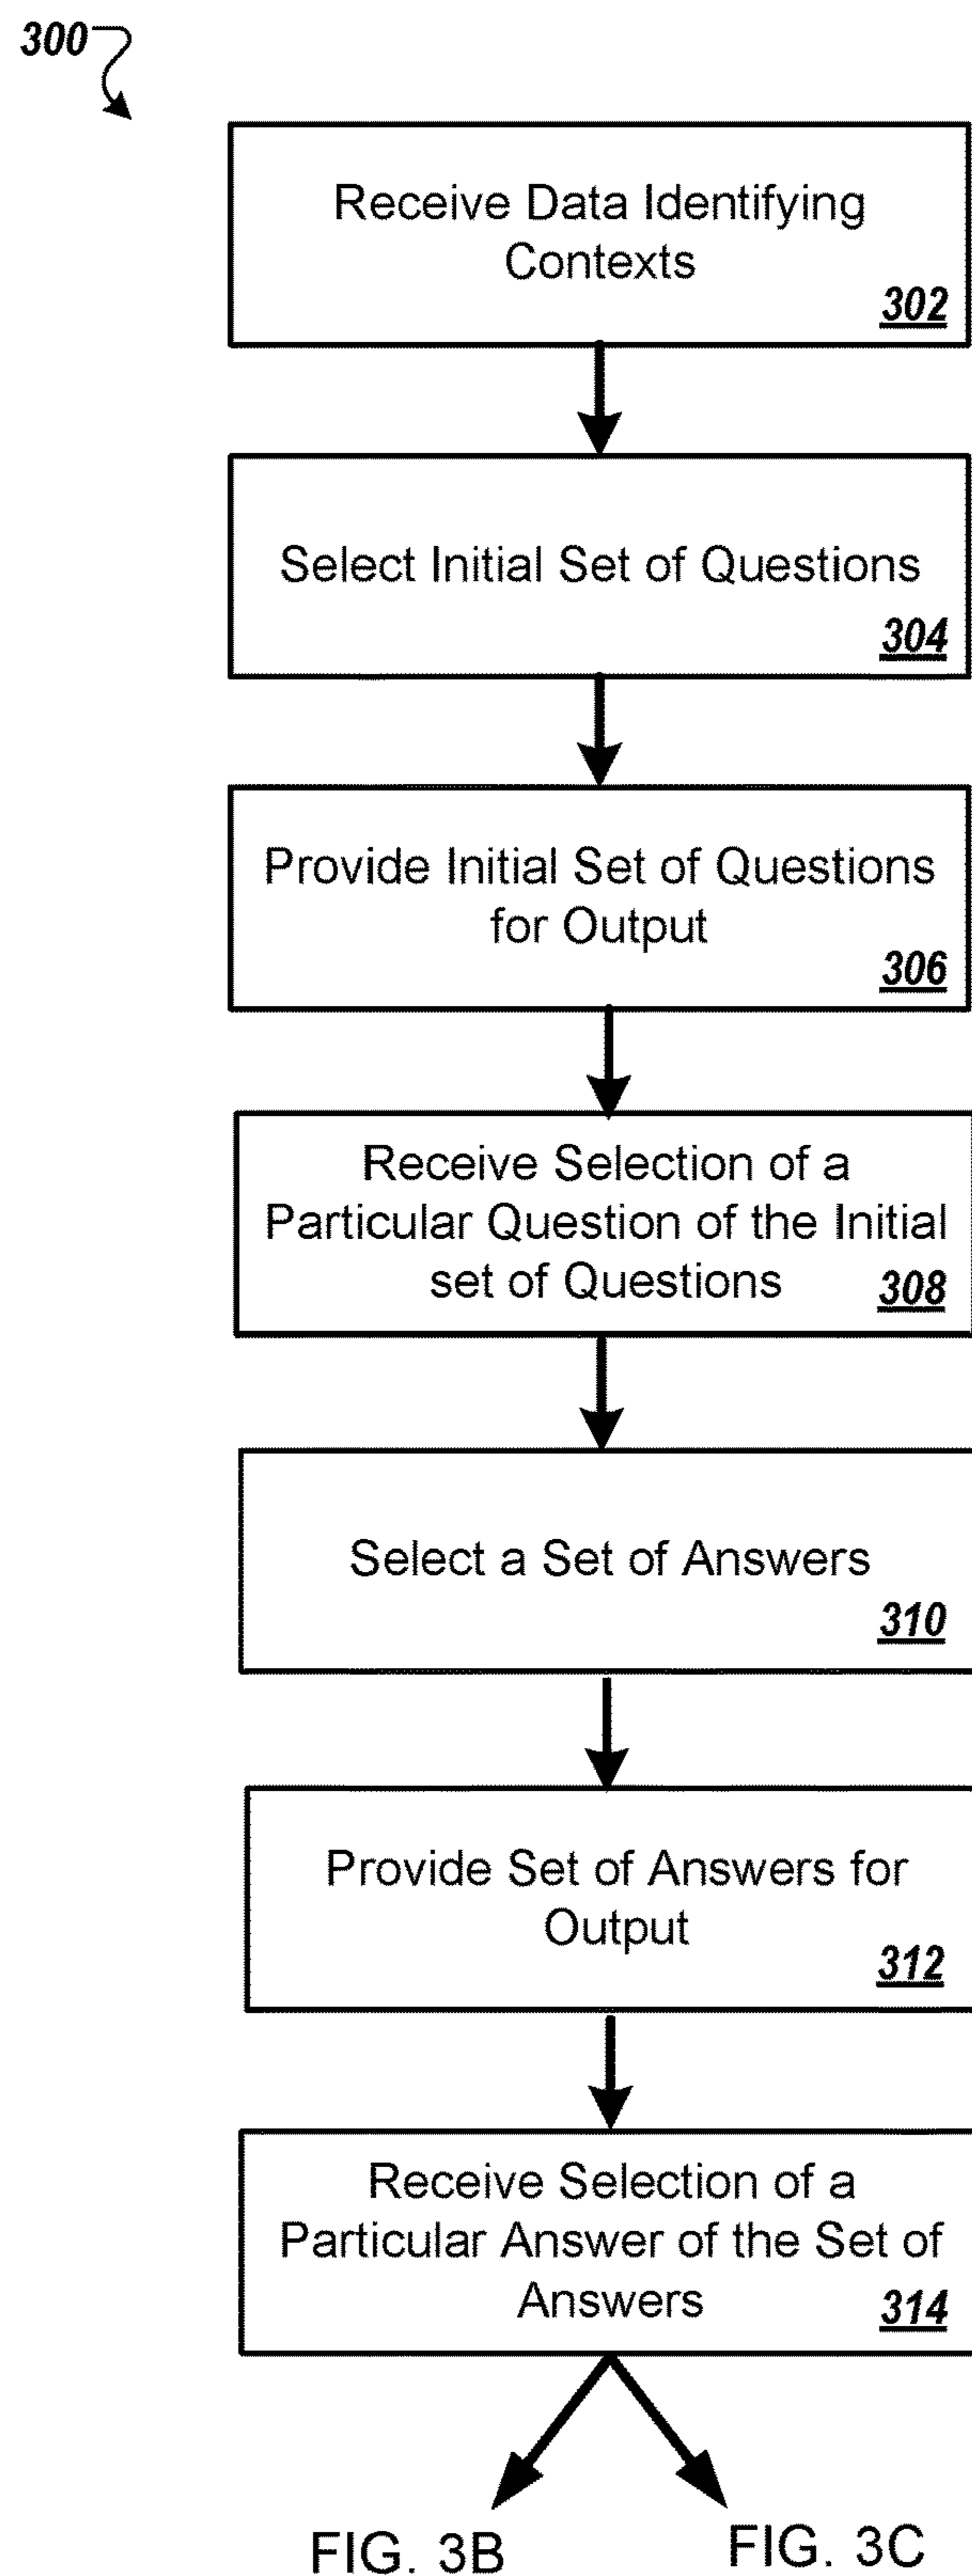 300
Receive Data Identifying
Contexts
302
Select Initial Set of Questions
304
Provide Initial Set of Questions
for Output
306
Receive Selection of a
Particular Question of the Initial
set of Questions
308
Select a Set of Answers
310
Provide Set of Answers for
Output
312
Receive Selection of a
Particular Answer of the Set of
Answers
314
FIG. 3B
FIG. 3C